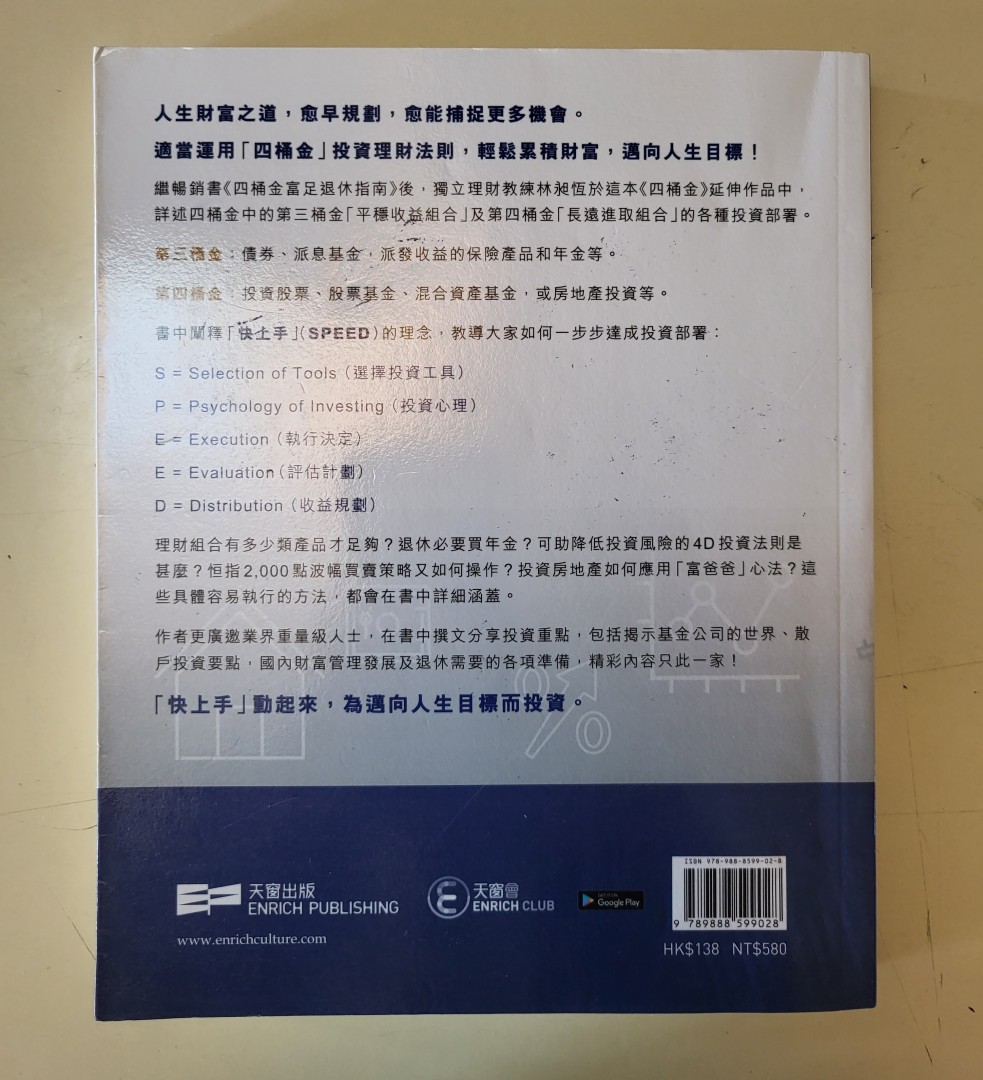 人生財富之道，愈早規劃，愈能捕捉更多機會。
適當運用「四桶金」投資理財法則，輕鬆累積財富，邁向人生目標！
繼暢銷書《四桶金富足退休指南》後，獨立理財教練林昶恆於這本《四桶金》延伸作品中，
詳述四桶金中的第三桶金「平穩收益組合」及第四桶金「長遠進取組合」的各種投資部署。
第三桶金：債券、派息基金，派發收益的保險產品和年金等。
第四桶金：投資股票、股票基金、混合資產基金，或房地產投資等。
書中闡釋「快上手」(SPEED) 的理念，教導大家如何一步步達成投資部署：
S = Selection of Tools (選擇投資工具)
P = Psychology of Investing (投資心理)
E = Execution (執行決定)
E = Evaluation (評估計劃)
D = Distribution (收益規劃)
理財組合有多少類產品才足夠？退休必要買年金？可助降低投資風險的4D投資法則是
甚麼？恒指2,000點波幅買賣策略又如何操作？投資房地產如何應用「富爸爸」心法？這
些具體容易執行的方法，都會在書中詳細涵蓋。
作者更廣邀業界重量級人士，在書中撰文分享投資重點，包括揭示基金公司的世界、散
戶投資要點，國內財富管理發展及退休需要的各項準備，精彩內容只此一家！
「快上手」動起來，為邁向人生目標而投資。
天窗出版
ENRICH PUBLISHING
www.enrichculture.com
天窗會
ENRICH CLUB
GET IT ON
Google Play
ISBN 978-988-8599-02-8
9 789888 599028
HK$138 NT$580